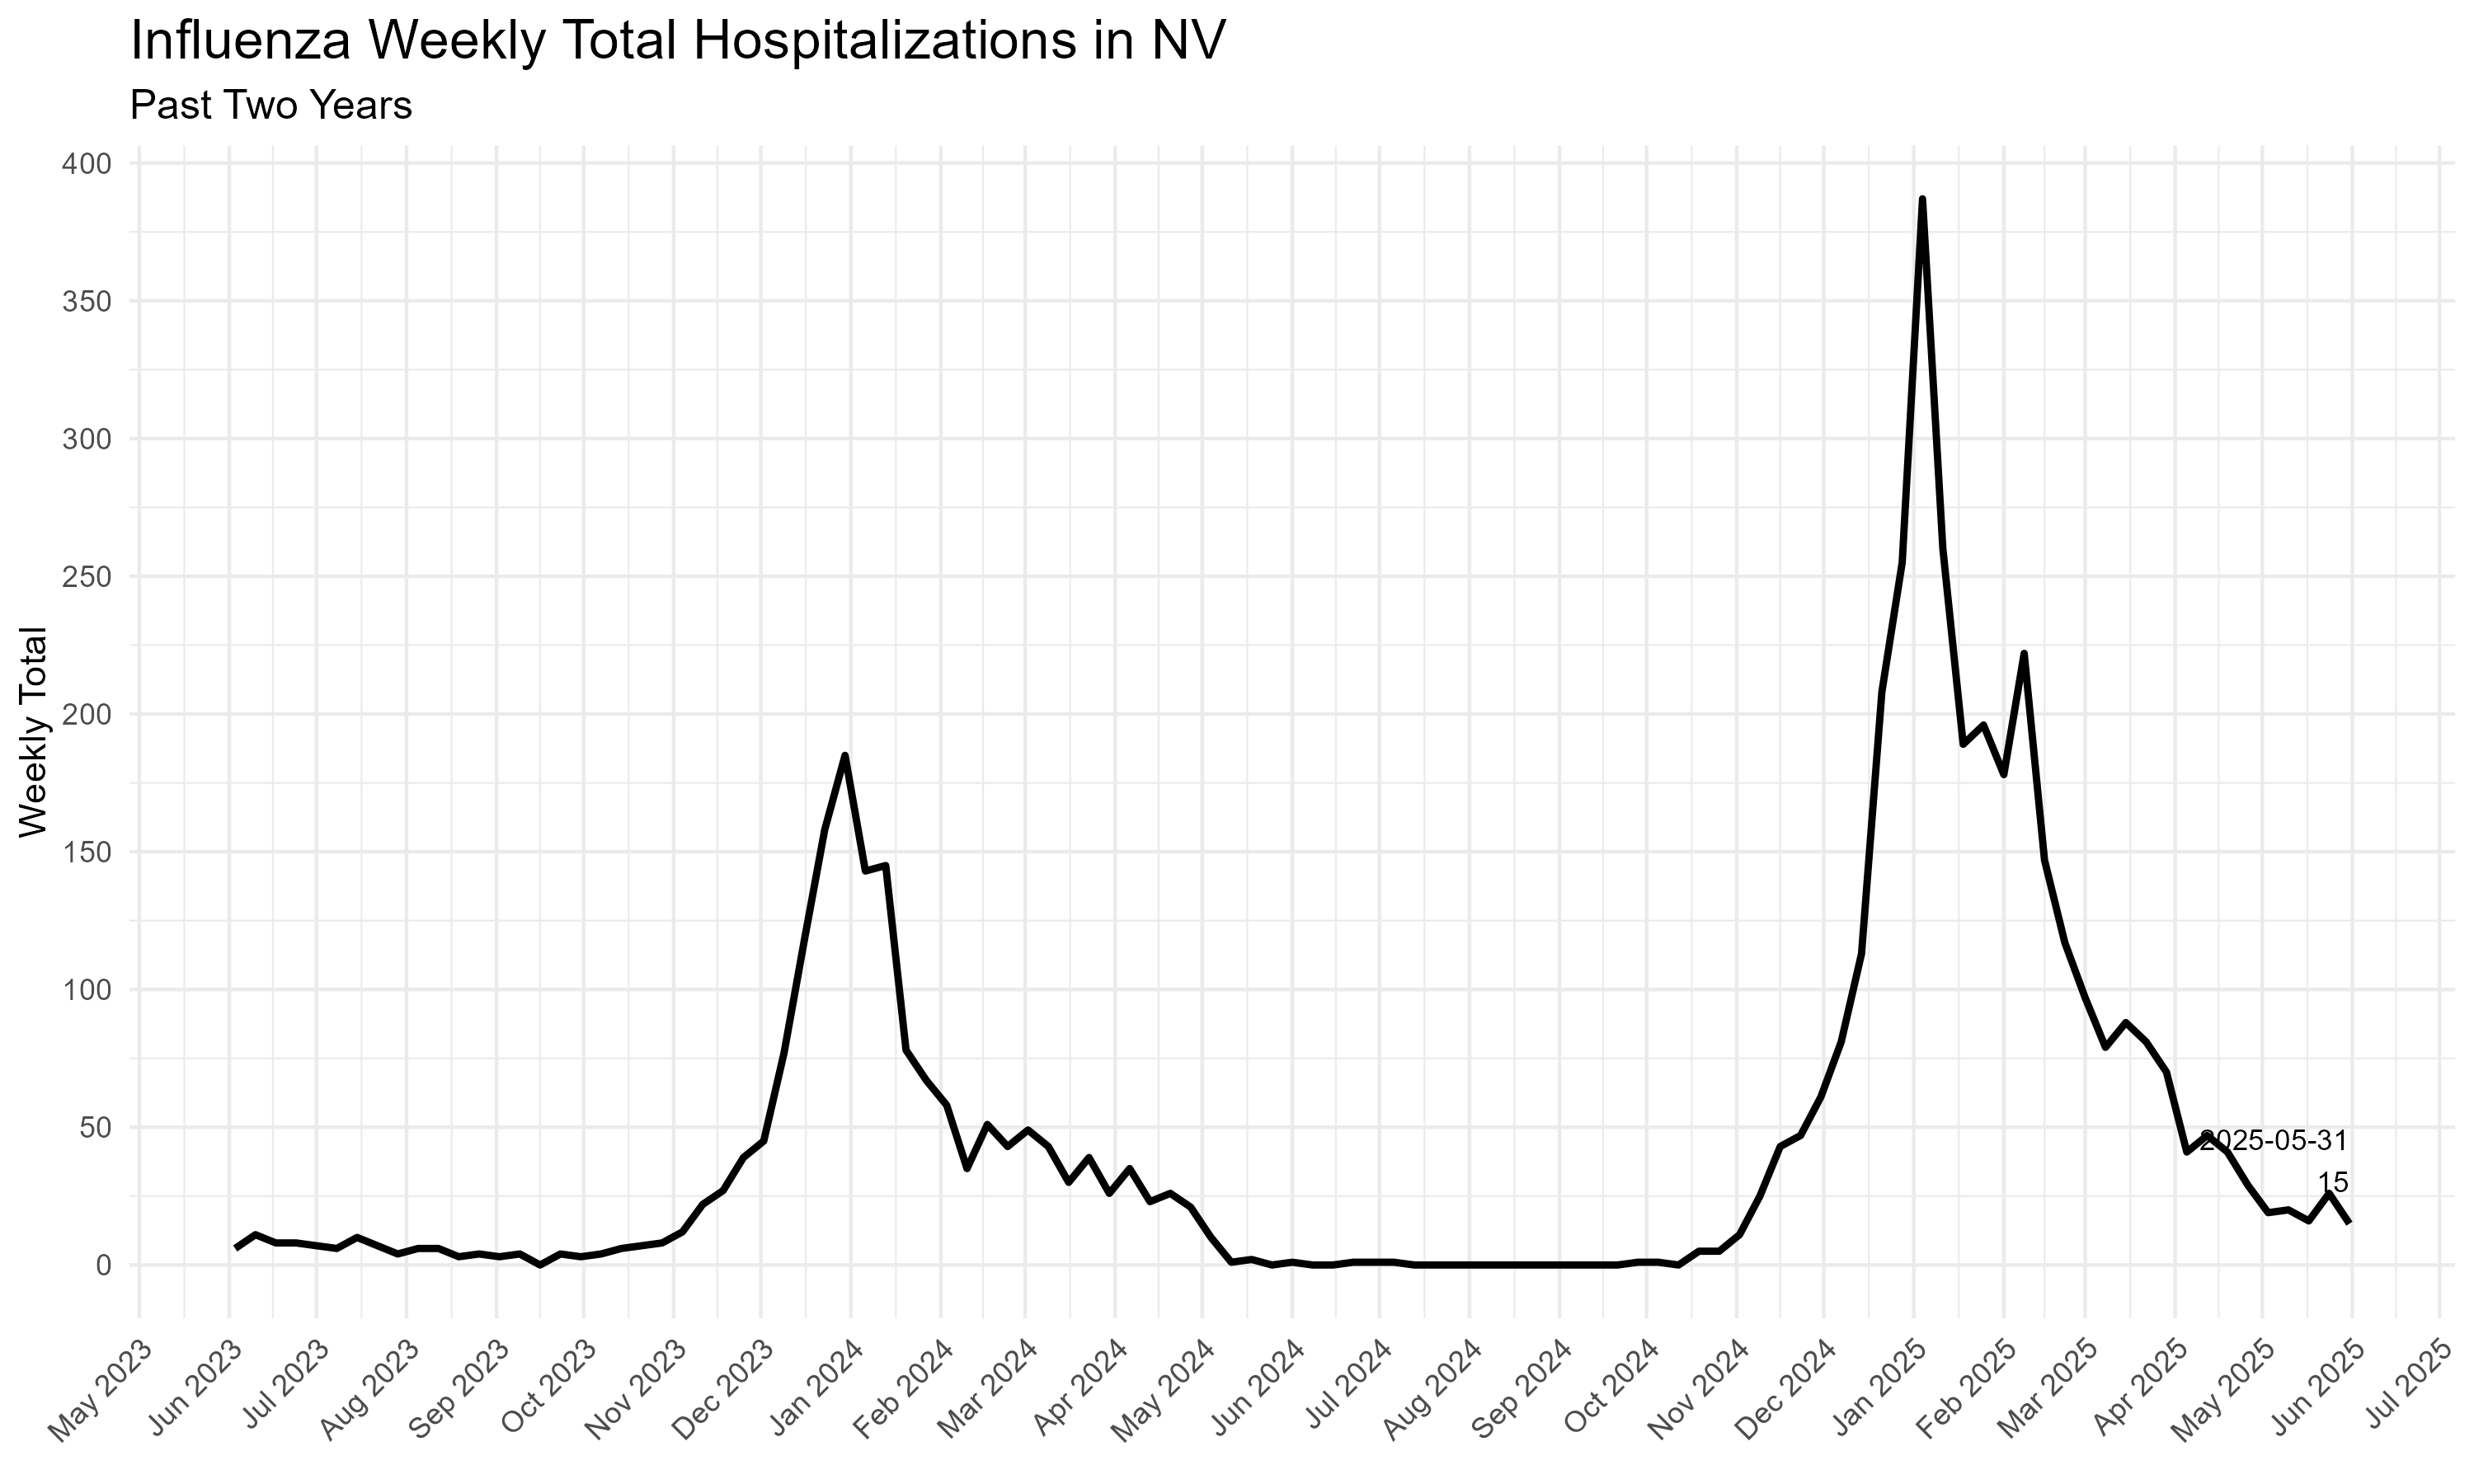 Influenza Weekly Total Hospitalizations in NV
Past Two Years
Weekly Total
400
350
300
250
200
150
100
50
0
2025-05-31
15
May 2023
Jun 2023
Jul 2023
Aug 2023
Sep 2023
Oct 2023
Nov 2023
Dec 2023
Jan 2024
Feb 2024
Mar 2024
Apr 2024
May 2024
Jun 2024
Jul 2024
Aug 2024
Sep 2024
Oct 2024
Nov 2024
Dec 2024
Jan 2025
Feb 2025
Mar 2025
Apr 2025
May 2025
Jun 2025
Jul 2025